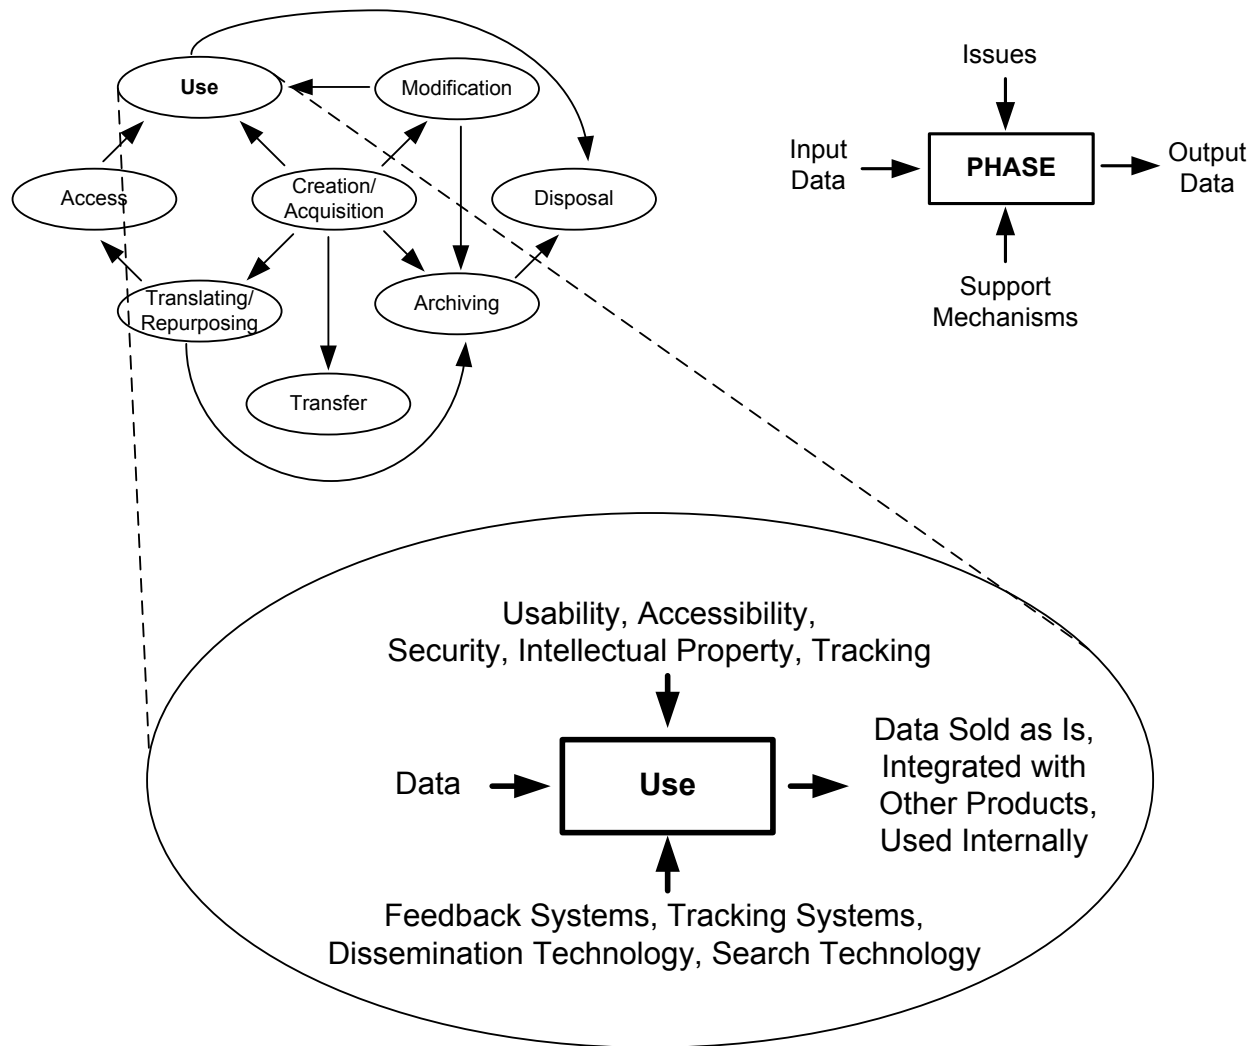 Use
Modification
Access
Creation/
Acquisition
Disposal
Translating/
Repurposing
Archiving
Transfer
Issues
Input
Data
PHASE
Output
Data
Support
Mechanisms
Usability, Accessibility,
Security, Intellectual Property, Tracking
Data
Use
Data Sold as Is,
Integrated with
Other Products,
Used Internally
Feedback Systems, Tracking Systems,
Dissemination Technology, Search Technology